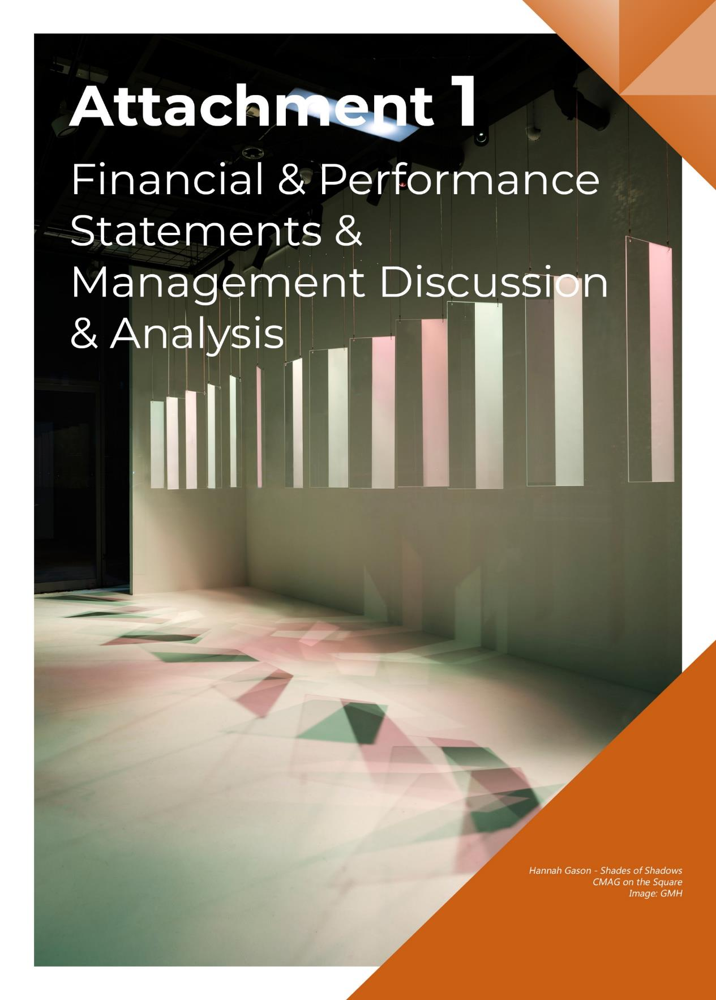 Attachment 1
Financial & Performance
Statements &
Management Discussion
& Analysis
Hannah Gason - Shades of Shadows
CMAG on the Square
Image: GMH